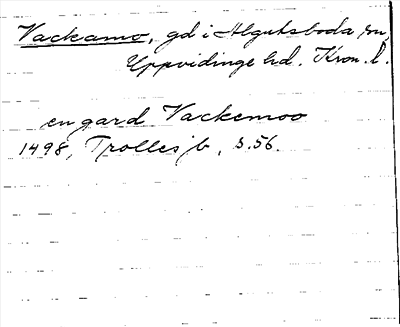 Vackamo, gd i Algutsboda sn,
Uppvidinge hd. Kron. l.
en gard Vackemoo
1498, Trolles jb, s. 56.